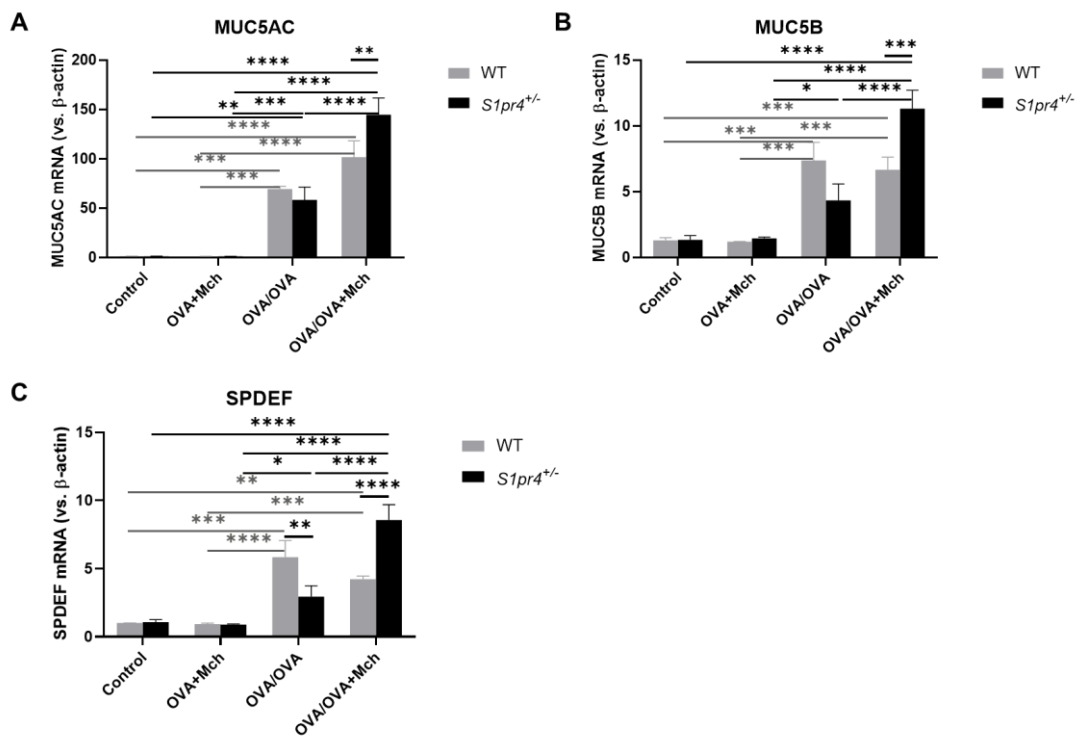 A
MUC5AC
MUC5AC mRNA (vs. β-actin)
200
150
100
50
0
**
****
****
** *** ****
****
****
***
***
Control
OVA+Mch
OVA/OVA
OVA/OVA+Mch
WT
S1pr4+/-
B
MUC5B
MUC5B mRNA (vs. β-actin)
15
10
5
0
***
****
****
* ****
***
*** ***
***
Control
OVA+Mch
OVA/OVA
OVA/OVA+Mch
WT
S1pr4+/-
C
SPDEF
SPDEF mRNA (vs. β-actin)
15
10
5
0
****
****
* ****
** ****
***
*** **
****
Control
OVA+Mch
OVA/OVA
OVA/OVA+Mch
WT
S1pr4+/-